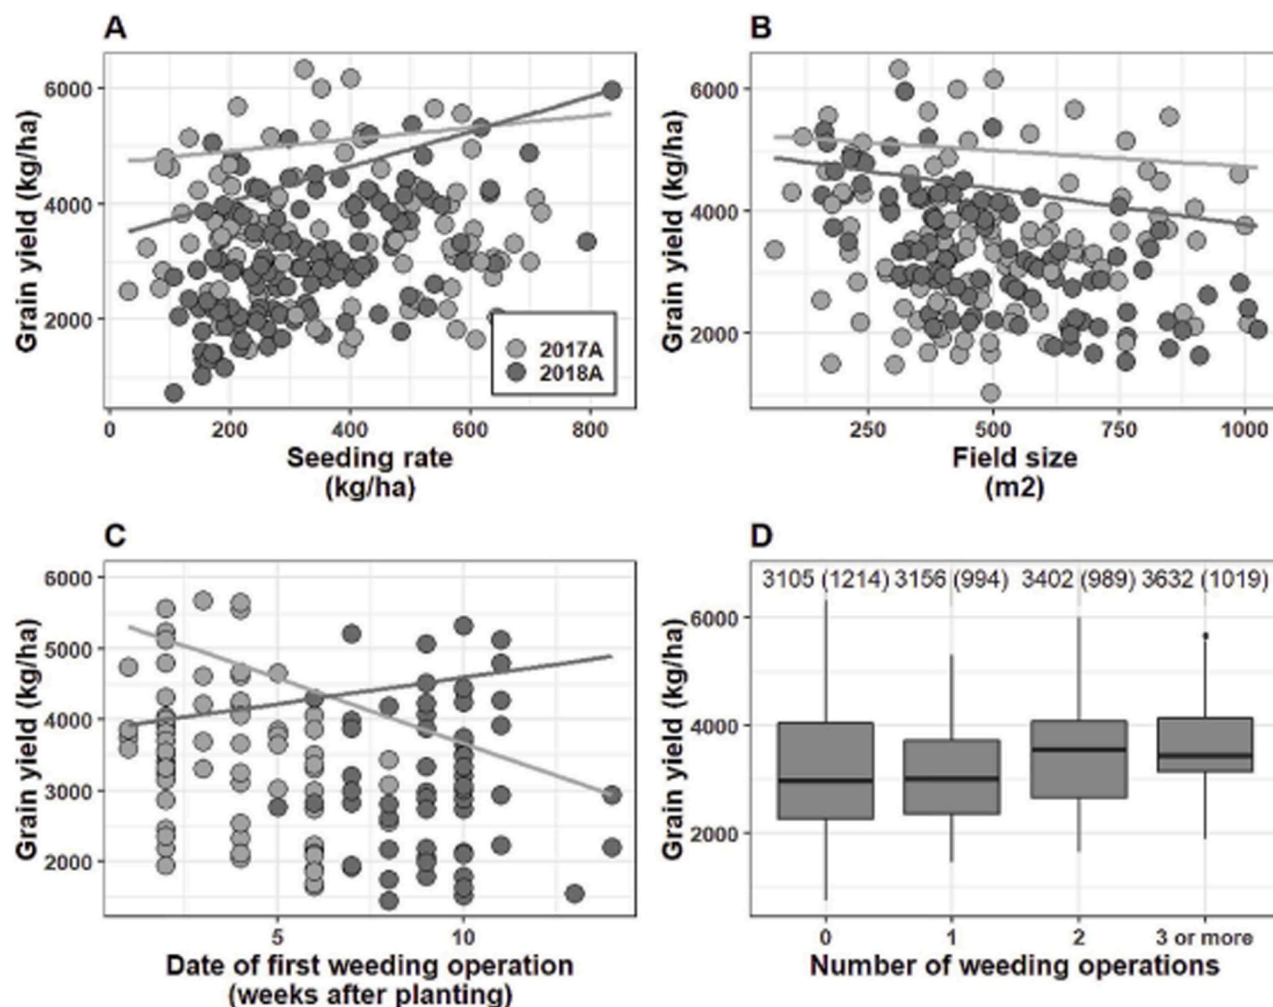 A
Grain yield (kg/ha)
6000
4000
2000
0 200 400 600 800
Seeding rate
(kg/ha)
2017A
2018A
B
Grain yield (kg/ha)
6000
4000
2000
250 500 750 1000
Field size
(m2)
C
Grain yield (kg/ha)
6000
5000
4000
3000
2000
5 10
Date of first weeding operation
(weeks after planting)
D
3105 (1214) 3156 (994) 3402 (989) 3632 (1019)
Grain yield (kg/ha)
6000
4000
2000
0 1 2 3 or more
Number of weeding operations